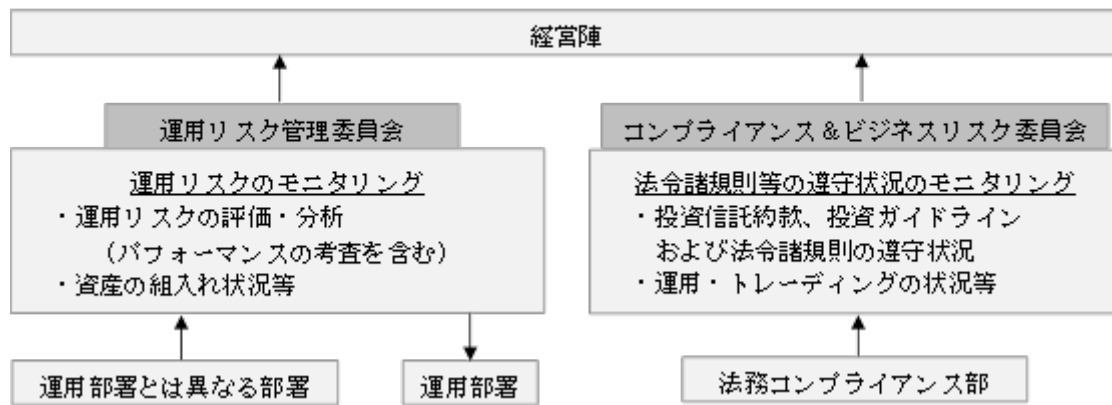 経営陣
運用リスク管理委員会
運用リスクのモニタリング
・運用リスクの評価・分析
（パフォーマンスの考査を含む）
・資産の組入れ状況等
運用部署とは異なる部署
運用部署
コンプライアンス＆ビジネスリスク委員会
法令諸規則等の遵守状況のモニタリング
・投資信託約款、投資ガイドライン
および法令諸規則の遵守状況
・運用・トレーディングの状況等
法務コンプライアンス部